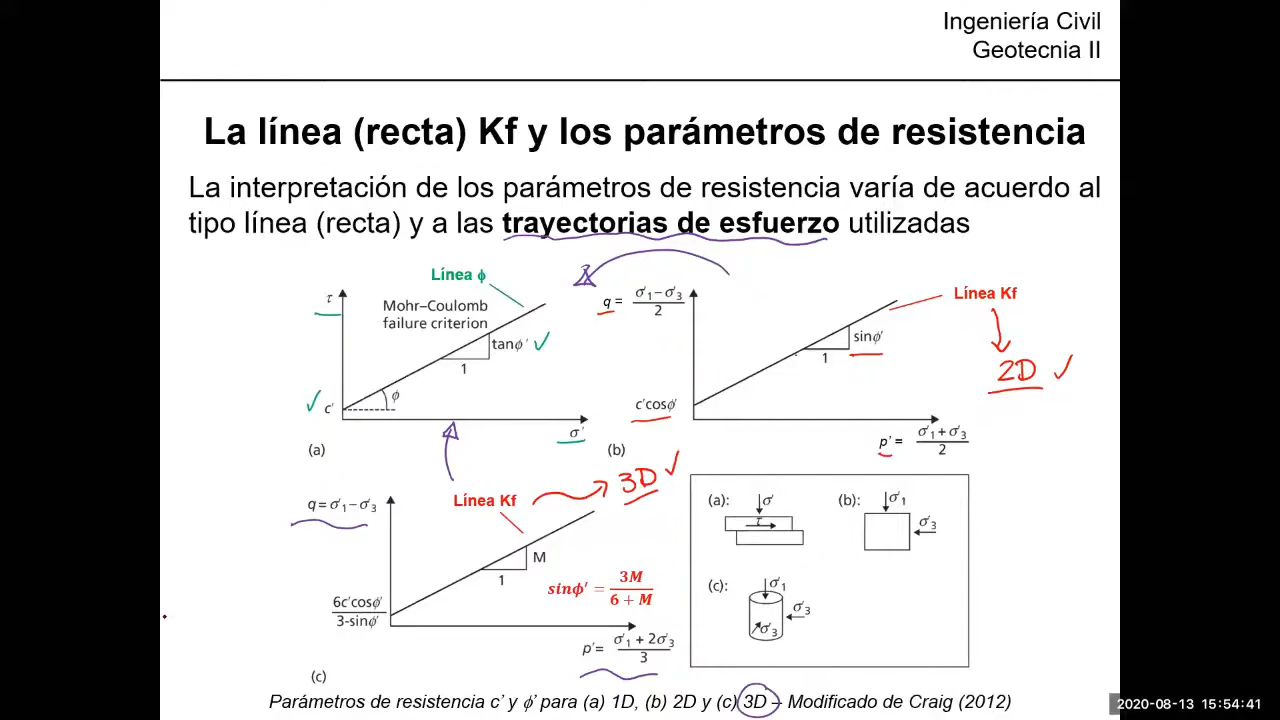 Ingeniería Civil
Geotecnia II
La línea (recta) Kf y los parámetros de resistencia
La interpretación de los parámetros de resistencia varía de acuerdo al
tipo línea (recta) y a las trayectorias de esfuerzo utilizadas
Línea ϕ
τ
Mohr–Coulomb
failure criterion
tanϕ' ✓
1
ϕ
✓ c'
σ'
(a)
q = σ'1−σ'3 / 2
Línea Kf
sinϕ'
1
2D ✓
c'cosϕ'
p' = σ'1+σ'3 / 2
(b)
3D ✓
q = σ'1−σ'3
Línea Kf
M
1
sinϕ' = 3M / 6 + M
6c'cosϕ' / 3-sinϕ'
p'= σ'1 + 2σ'3 / 3
(c)
(a): σ'
τ
(b): σ'1
σ'3
(c): σ'1
σ'3
σ'3
Parámetros de resistencia c' y ϕ' para (a) 1D, (b) 2D y (c) 3D – Modificado de Craig (2012)
2020-08-13 15:54:41